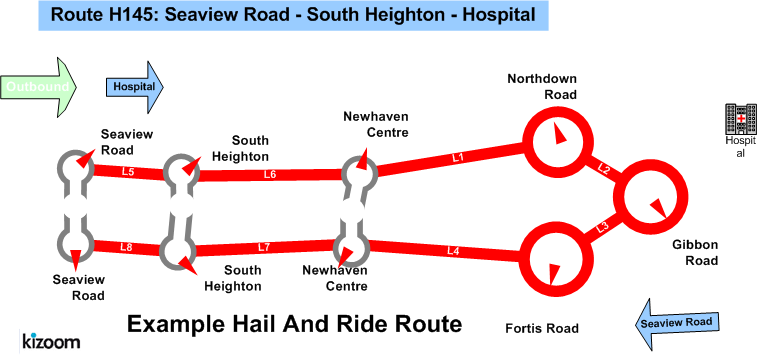 Route H145: Seaview Road - South Heighton - Hospital
Outbound
Hospital
Northdown
Road
Newhaven
Centre
Seaview
Road
South
Heighton
Hospit
al
L5
L6
L1
L2
L3
L8
L7
L4
Gibbon
Road
Seaview
Road
South
Heighton
Newhaven
Centre
Example Hail And Ride Route
Fortis Road
Seaview Road
kizoom